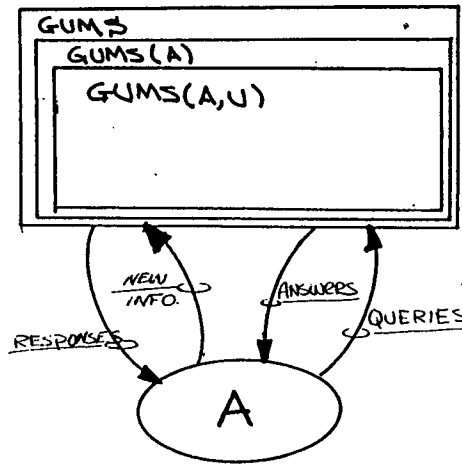 GUMS
GUMS(A)
GUMS(A,U)
NEW
INFO.
ANSWERS
QUERIES
RESPONSES
A